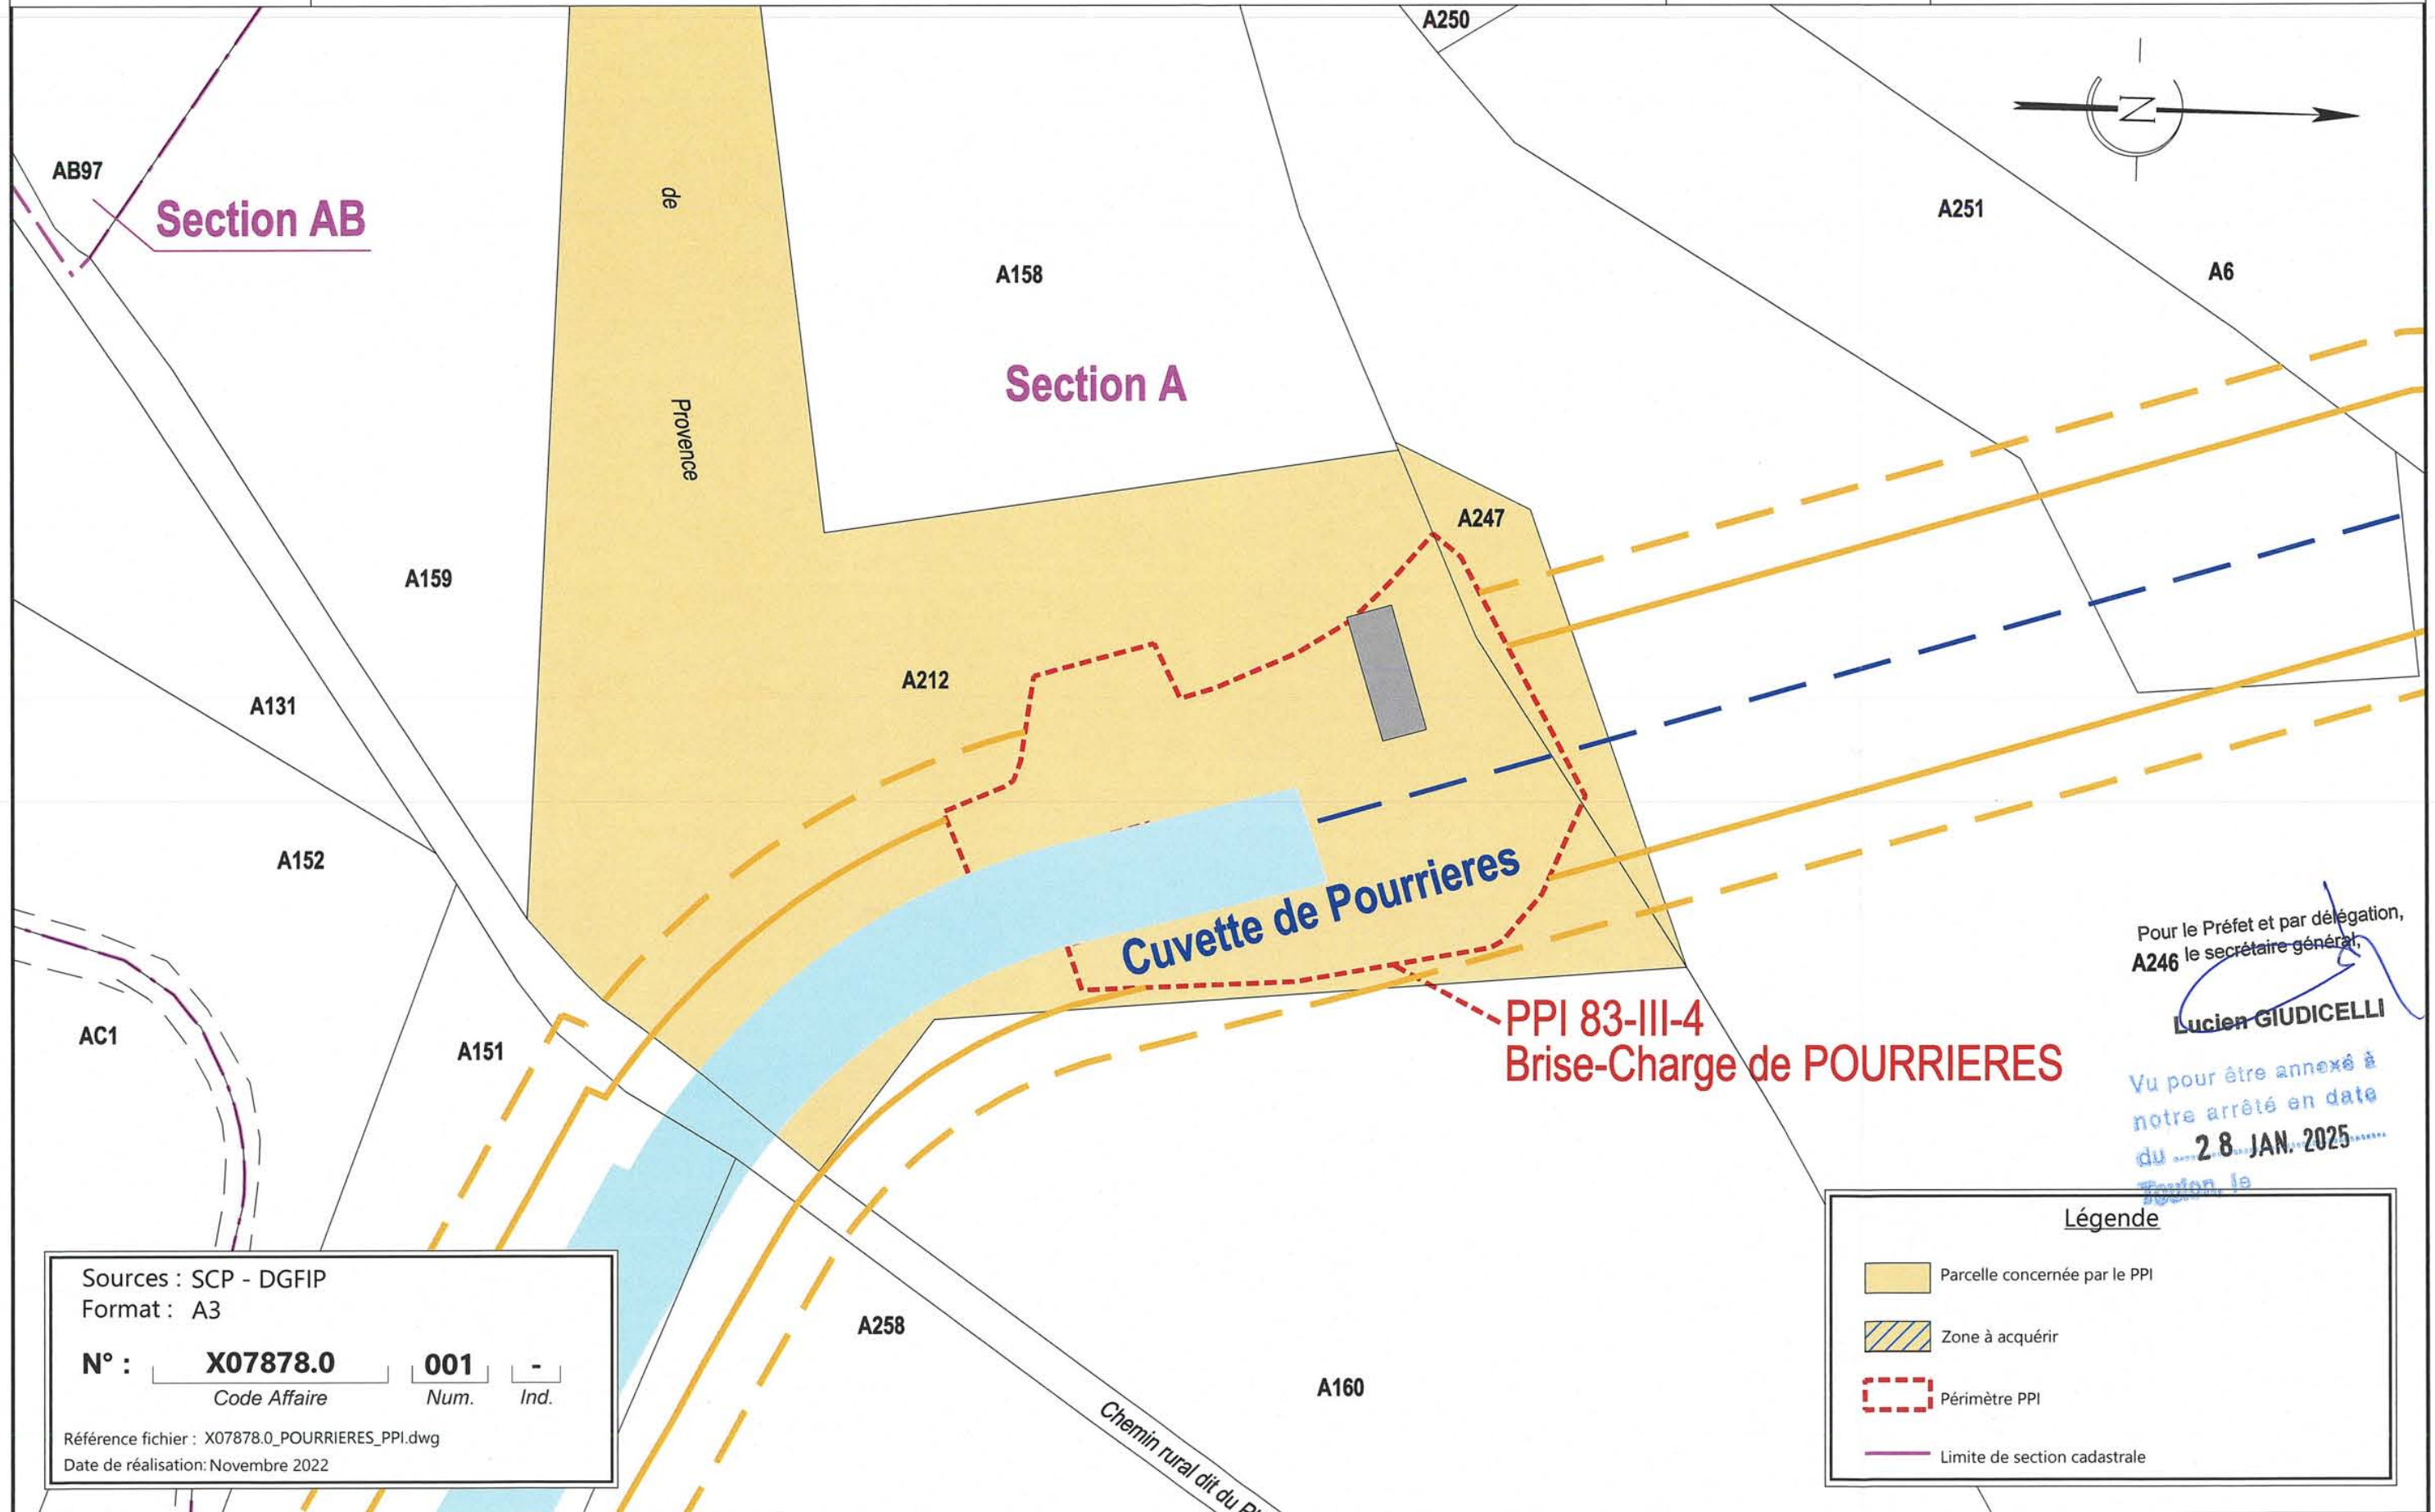 A250
AB97
Section AB
de
Provence
A158
Section A
N
A251
A6
A247
A159
A212
A131
A152
Cuvette de Pourrieres
AC1
A151
PPI 83-III-4
Brise-Charge de POURRIERES
Pour le Préfet et par délégation,
le secrétaire général,
A246
Lucien GIUDICELLI
Vu pour être annexé à
notre arrêté en date
du 28 JAN. 2025
Toulon, le
A258
A160
Chemin rural dit du
Sources : SCP - DGFIP
Format : A3
N° : X07878.0 001 -
Code Affaire Num. Ind.
Référence fichier : X07878.0_POURRIERES_PPI.dwg
Date de réalisation: Novembre 2022
Légende
Parcelle concernée par le PPI
Zone à acquérir
Périmètre PPI
Limite de section cadastrale